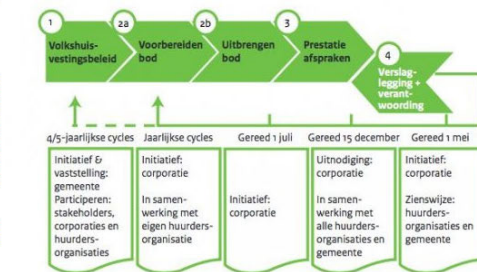 1
2a
2b
3
4
Volkshuis-
vestingsbeleid
Voorbereiden
bod
Uitbrengen
bod
Prestatie
afspraken
Verslag-
legging +
verant-
woording
4/5-jaarlijkse cycles
Jaarlijkse cycles
Gereed 1 juli
Gereed 15 december
Gereed 1 mei
Initiatief &
vaststelling:
gemeente
Participeren:
stakeholders,
corporaties en
huurders-
organisaties
Initiatief:
corporatie
In samen-
werking met
eigen huurders-
organisatie
Initiatief:
corporatie
Uitnodiging:
corporatie
In samen-
werking met
alle huurders-
organisaties en
gemeente
Initiatief:
corporatie
Zienswijze:
huurders-
organisatie en
gemeente